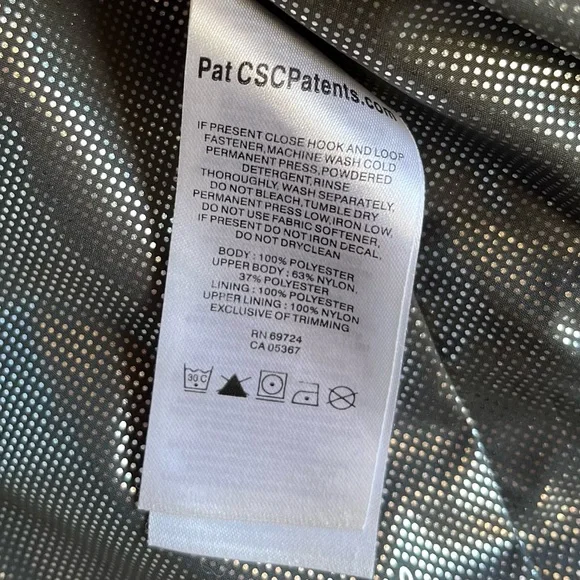 Pat CSCPatents.com
IF PRESENT CLOSE HOOK AND LOOP
FASTENER, MACHINE WASH COLD
PERMANENT PRESS, POWDERED
DETERGENT, RINSE
THOROUGHLY, WASH SEPARATELY,
DO NOT BLEACH, TUMBLE DRY
PERMANENT PRESS LOW, IRON LOW,
DO NOT USE FABRIC SOFTENER,
IF PRESENT DO NOT IRON DECAL,
DO NOT DRYCLEAN
BODY : 100% POLYESTER
UPPER BODY : 63% NYLON,
37% POLYESTER
LINING : 100% POLYESTER
UPPER LINING : 100% NYLON
EXCLUSIVE OF TRIMMING
RN 69724
CA 05367
30 C